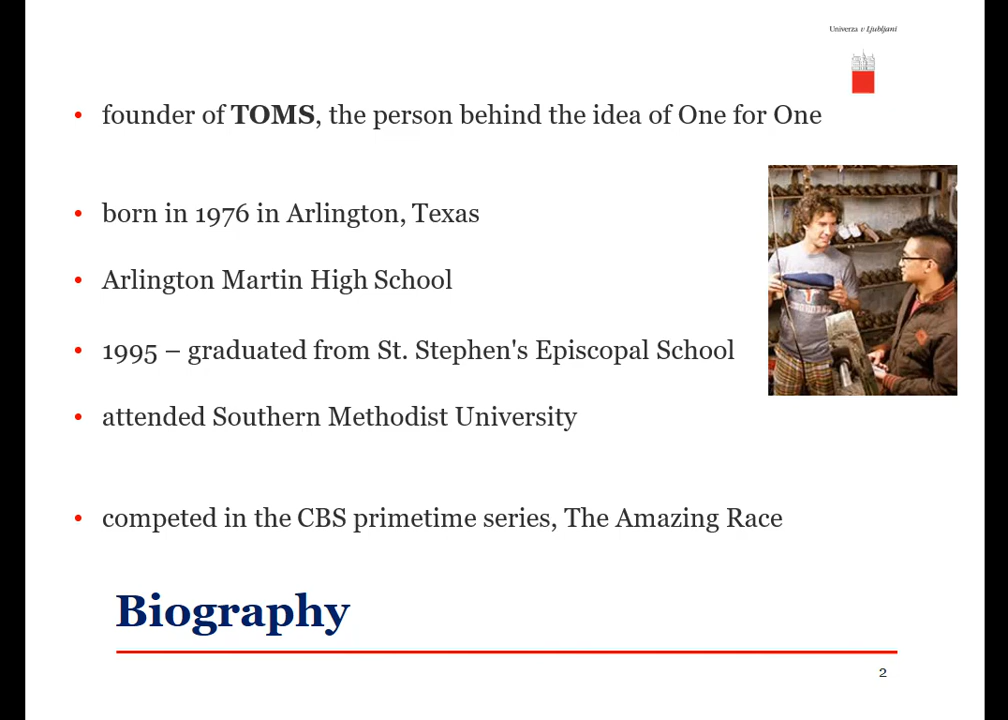 Univerza v Ljubljani
• founder of TOMS, the person behind the idea of One for One
• born in 1976 in Arlington, Texas
• Arlington Martin High School
• 1995 – graduated from St. Stephen's Episcopal School
• attended Southern Methodist University
• competed in the CBS primetime series, The Amazing Race
Biography
2